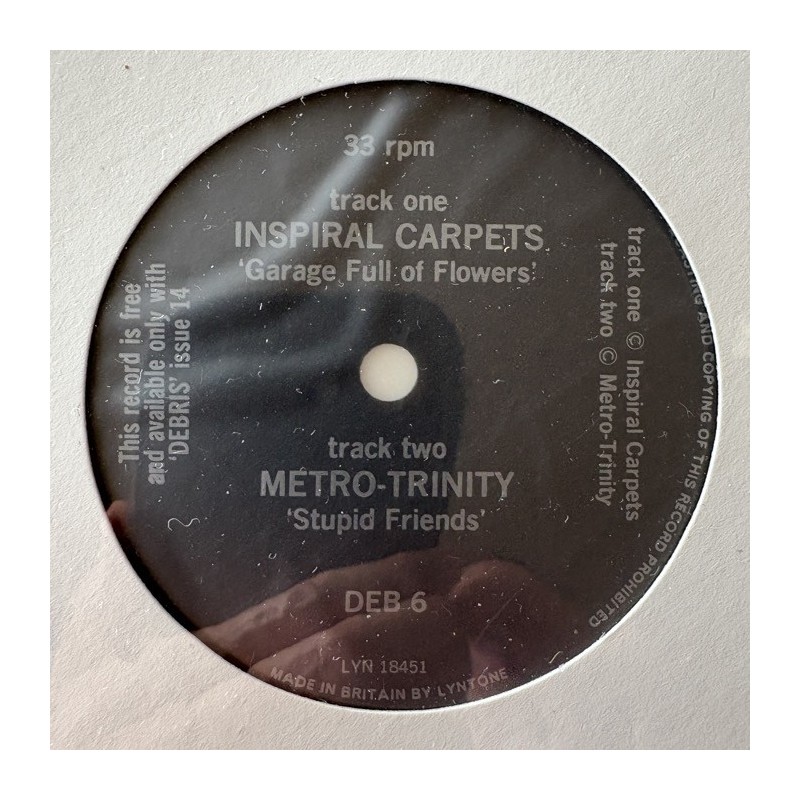 33 rpm
track one
INSPIRAL CARPETS
'Garage Full of Flowers'
This record is free
and available only with
'DEBRIS' issue 14
track one © Inspiral Carpets
track two © Metro-Trinity
track two
METRO-TRINITY
'Stupid Friends'
DEB 6
LYN 18451
MADE IN BRITAIN BY LYNTONE
AND COPYING OF THIS RECORD PROHIBITED